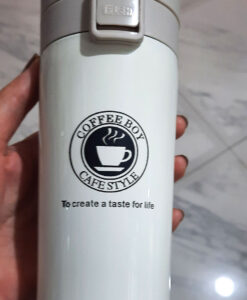 COFFEE BOY
CAFE STYLE
To create a taste for life